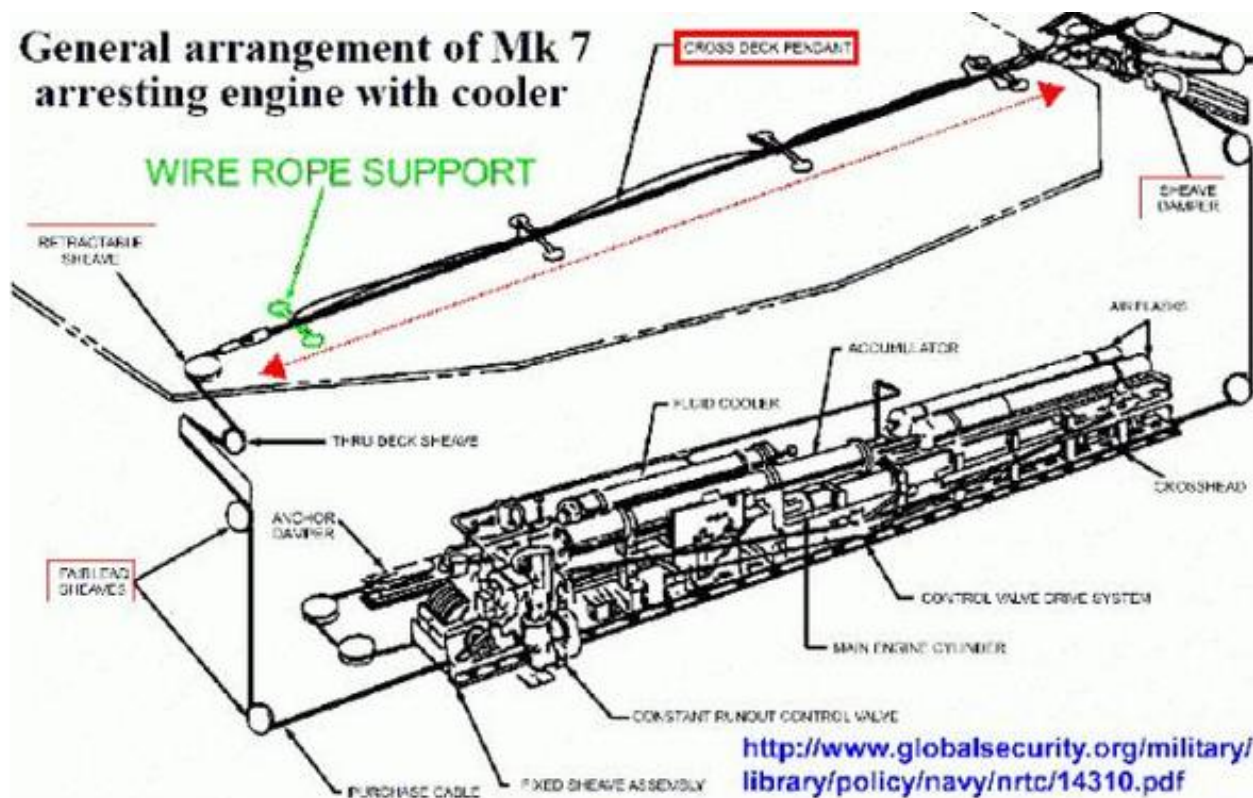 General arrangement of Mk 7
arresting engine with cooler
CROSS DECK PENDANT
WIRE ROPE SUPPORT
SHEAVE
DAMPER
RETRACTABLE
SHEAVE
AIR FLASKS
ACCUMULATOR
FLUID COOLER
THRU DECK SHEAVE
CROSSHEAD
ANCHOR
DAMPER
FAIRLEAD
SHEAVES
CONTROL VALVE DRIVE SYSTEM
MAIN ENGINE CYLINDER
CONSTANT RUNOUT CONTROL VALVE
FIXED SHEAVE ASSEMBLY
PURCHASE CABLE
http://www.globalsecurity.org/military/
library/policy/navy/nrtc/14310.pdf